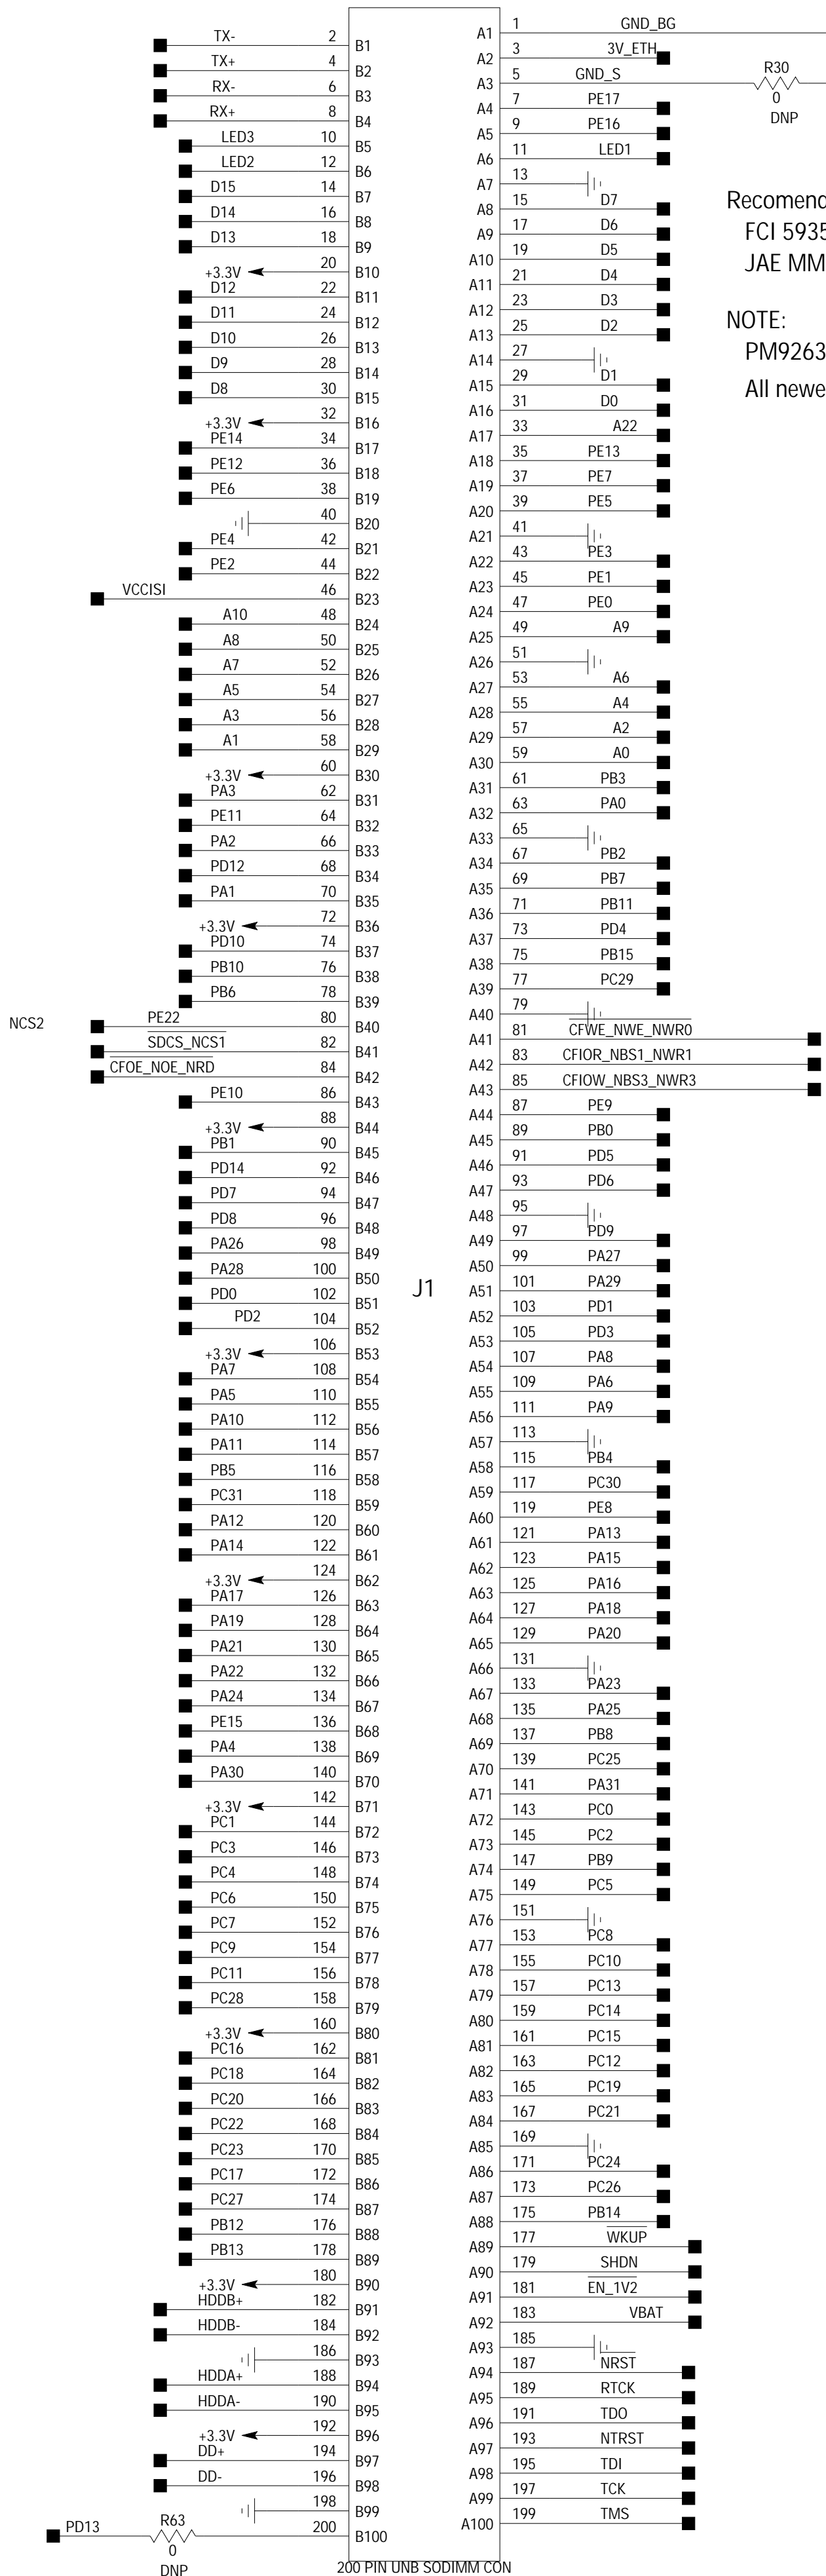 TX- 2 B1
TX+ 4 B2
RX- 6 B3
RX+ 8 B4
LED3 10 B5
LED2 12 B6
D15 14 B7
D14 16 B8
D13 18 B9
+3.3V 20 B10
D12 22 B11
D11 24 B12
D10 26 B13
D9 28 B14
D8 30 B15
+3.3V 32 B16
PE14 34 B17
PE12 36 B18
PE6 38 B19
40 B20
PE4 42 B21
PE2 44 B22
VCCISI 46 B23
A10 48 B24
A8 50 B25
A7 52 B26
A5 54 B27
A3 56 B28
A1 58 B29
+3.3V 60 B30
PA3 62 B31
PE11 64 B32
PA2 66 B33
PD12 68 B34
PA1 70 B35
+3.3V 72 B36
PD10 74 B37
PB10 76 B38
PB6 78 B39
NCS2 PE22 80 B40
SDCS_NCS1 82 B41
CFOE_NOE_NRD 84 B42
PE10 86 B43
+3.3V 88 B44
PB1 90 B45
PD14 92 B46
PD7 94 B47
PD8 96 B48
PA26 98 B49
PA28 100 B50
PD0 102 B51
PD2 104 B52
+3.3V 106 B53
PA7 108 B54
PA5 110 B55
PA10 112 B56
PA11 114 B57
PB5 116 B58
PC31 118 B59
PA12 120 B60
PA14 122 B61
+3.3V 124 B62
PA17 126 B63
PA19 128 B64
PA21 130 B65
PA22 132 B66
PA24 134 B67
PE15 136 B68
PA4 138 B69
PA30 140 B70
+3.3V 142 B71
PC1 144 B72
PC3 146 B73
PC4 148 B74
PC6 150 B75
PC7 152 B76
PC9 154 B77
PC11 156 B78
PC28 158 B79
+3.3V 160 B80
PC16 162 B81
PC18 164 B82
PC20 166 B83
PC22 168 B84
PC23 170 B85
PC17 172 B86
PC27 174 B87
PB12 176 B88
PB13 178 B89
+3.3V 180 B90
HDDB+ 182 B91
HDDB- 184 B92
186 B93
HDDA+ 188 B94
HDDA- 190 B95
+3.3V 192 B96
DD+ 194 B97
DD- 196 B98
198 B99
PD13 R63 200 B100
0
DNP
J1
A1 1 GND_BG
A2 3 3V_ETH
A3 5 GND_S R30
0
DNP
A4 7 PE17
A5 9 PE16
A6 11 LED1
A7 13
A8 15 D7
A9 17 D6
A10 19 D5
A11 21 D4
A12 23 D3
A13 25 D2
A14 27
A15 29 D1
A16 31 D0
A17 33 A22
A18 35 PE13
A19 37 PE7
A20 39 PE5
A21 41
A22 43 PE3
A23 45 PE1
A24 47 PE0
A25 49 A9
A26 51
A27 53 A6
A28 55 A4
A29 57 A2
A30 59 A0
A31 61 PB3
A32 63 PA0
A33 65
A34 67 PB2
A35 69 PB7
A36 71 PB11
A37 73 PD4
A38 75 PB15
A39 77 PC29
A40 79
A41 81 CFWE_NWE_NWR0
A42 83 CFIOR_NBS1_NWR1
A43 85 CFIOW_NBS3_NWR3
A44 87 PE9
A45 89 PB0
A46 91 PD5
A47 93 PD6
A48 95
A49 97 PD9
A50 99 PA27
A51 101 PA29
A52 103 PD1
A53 105 PD3
A54 107 PA8
A55 109 PA6
A56 111 PA9
A57 113
A58 115 PB4
A59 117 PC30
A60 119 PE8
A61 121 PA13
A62 123 PA15
A63 125 PA16
A64 127 PA18
A65 129 PA20
A66 131
A67 133 PA23
A68 135 PA25
A69 137 PB8
A70 139 PC25
A71 141 PA31
A72 143 PC0
A73 145 PC2
A74 147 PB9
A75 149 PC5
A76 151
A77 153 PC8
A78 155 PC10
A79 157 PC13
A80 159 PC14
A81 161 PC15
A82 163 PC12
A83 165 PC19
A84 167 PC21
A85 169
A86 171 PC24
A87 173 PC26
A88 175 PB14
A89 177 WKUP
A90 179 SHDN
A91 181 EN_1V2
A92 183 VBAT
A93 185
A94 187 NRST
A95 189 RTCK
A96 191 TDO
A97 193 NTRST
A98 195 TDI
A99 197 TCK
A100 199 TMS
200 PIN UNB SODIMM CON
Recomend
FCI 5935
JAE MM
NOTE:
PM9263
All newe